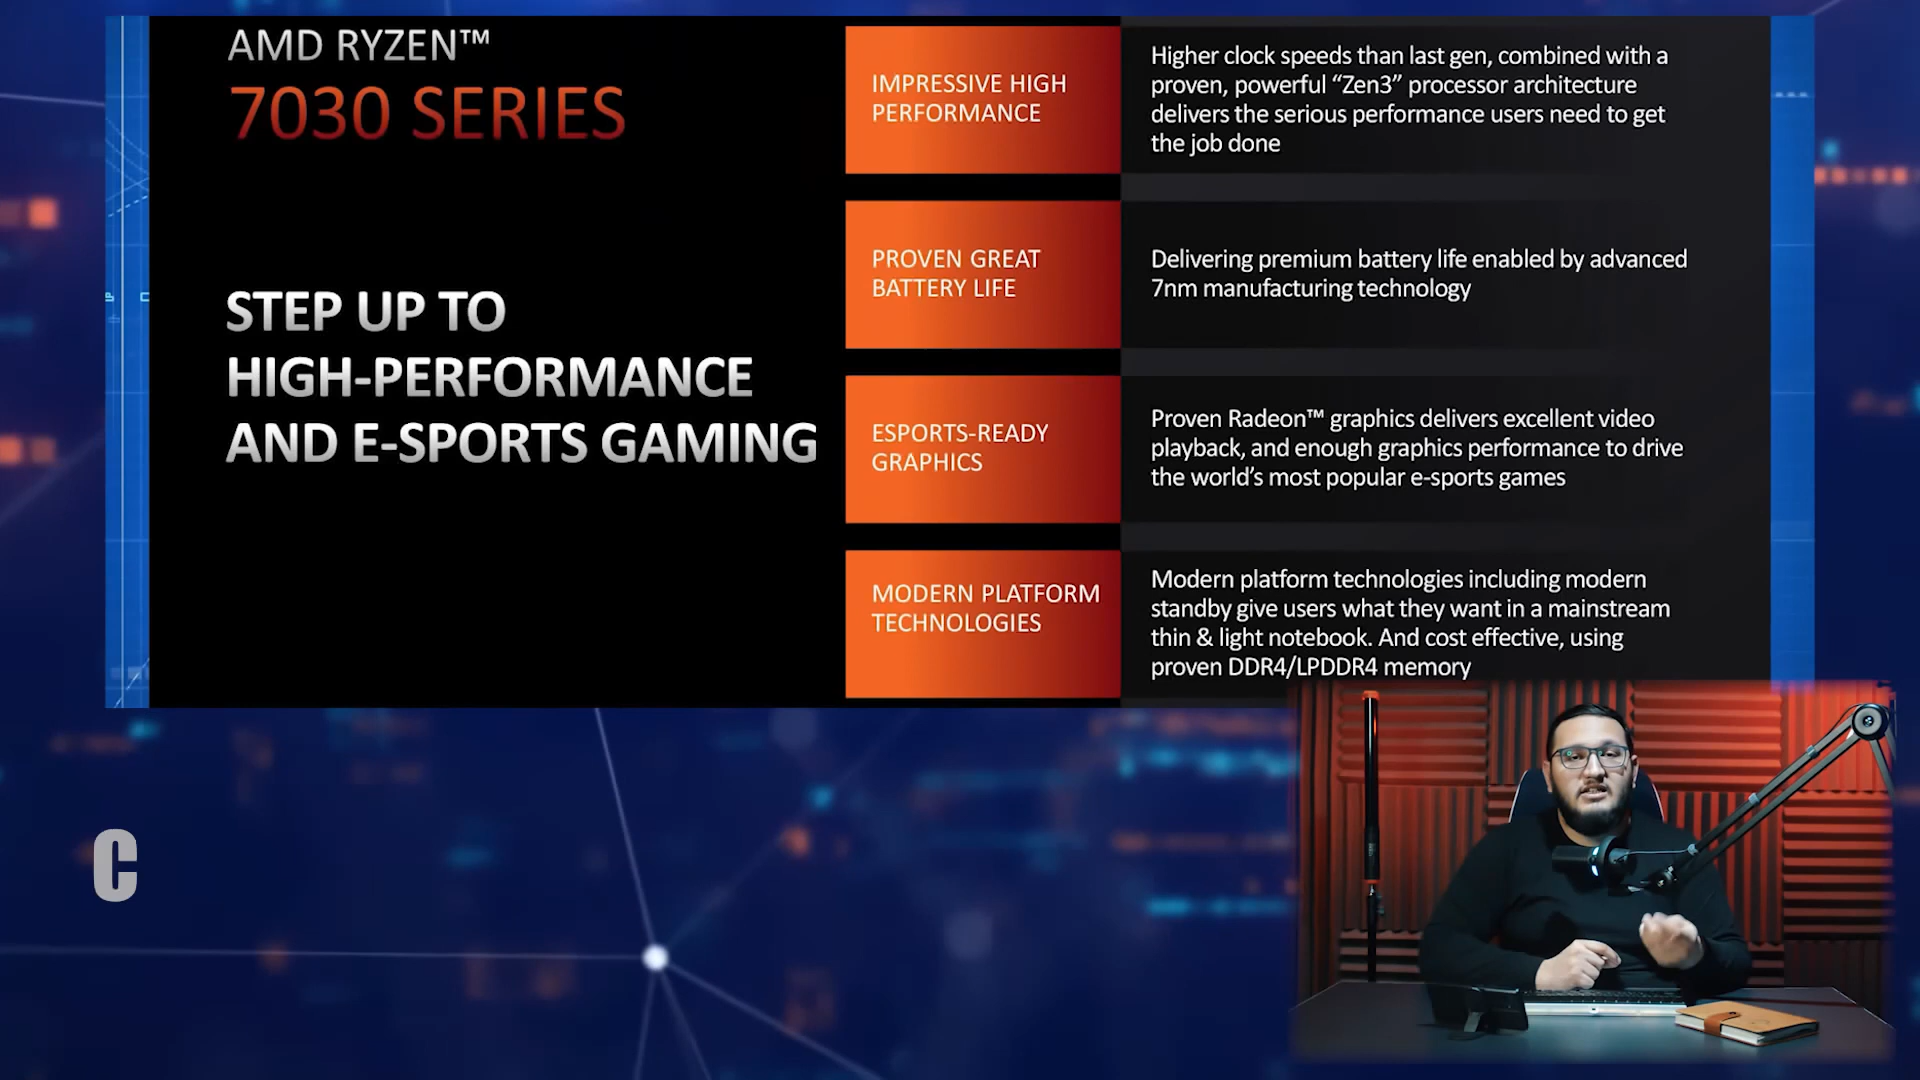 AMD RYZEN™
7030 SERIES
STEP UP TO
HIGH-PERFORMANCE
AND E-SPORTS GAMING
IMPRESSIVE HIGH
PERFORMANCE
Higher clock speeds than last gen, combined with a
proven, powerful “Zen3” processor architecture
delivers the serious performance users need to get
the job done
PROVEN GREAT
BATTERY LIFE
Delivering premium battery life enabled by advanced
7nm manufacturing technology
ESPORTS-READY
GRAPHICS
Proven Radeon™ graphics delivers excellent video
playback, and enough graphics performance to drive
the world’s most popular e-sports games
MODERN PLATFORM
TECHNOLOGIES
Modern platform technologies including modern
standby give users what they want in a mainstream
thin & light notebook. And cost effective, using
proven DDR4/LPDDR4 memory
C